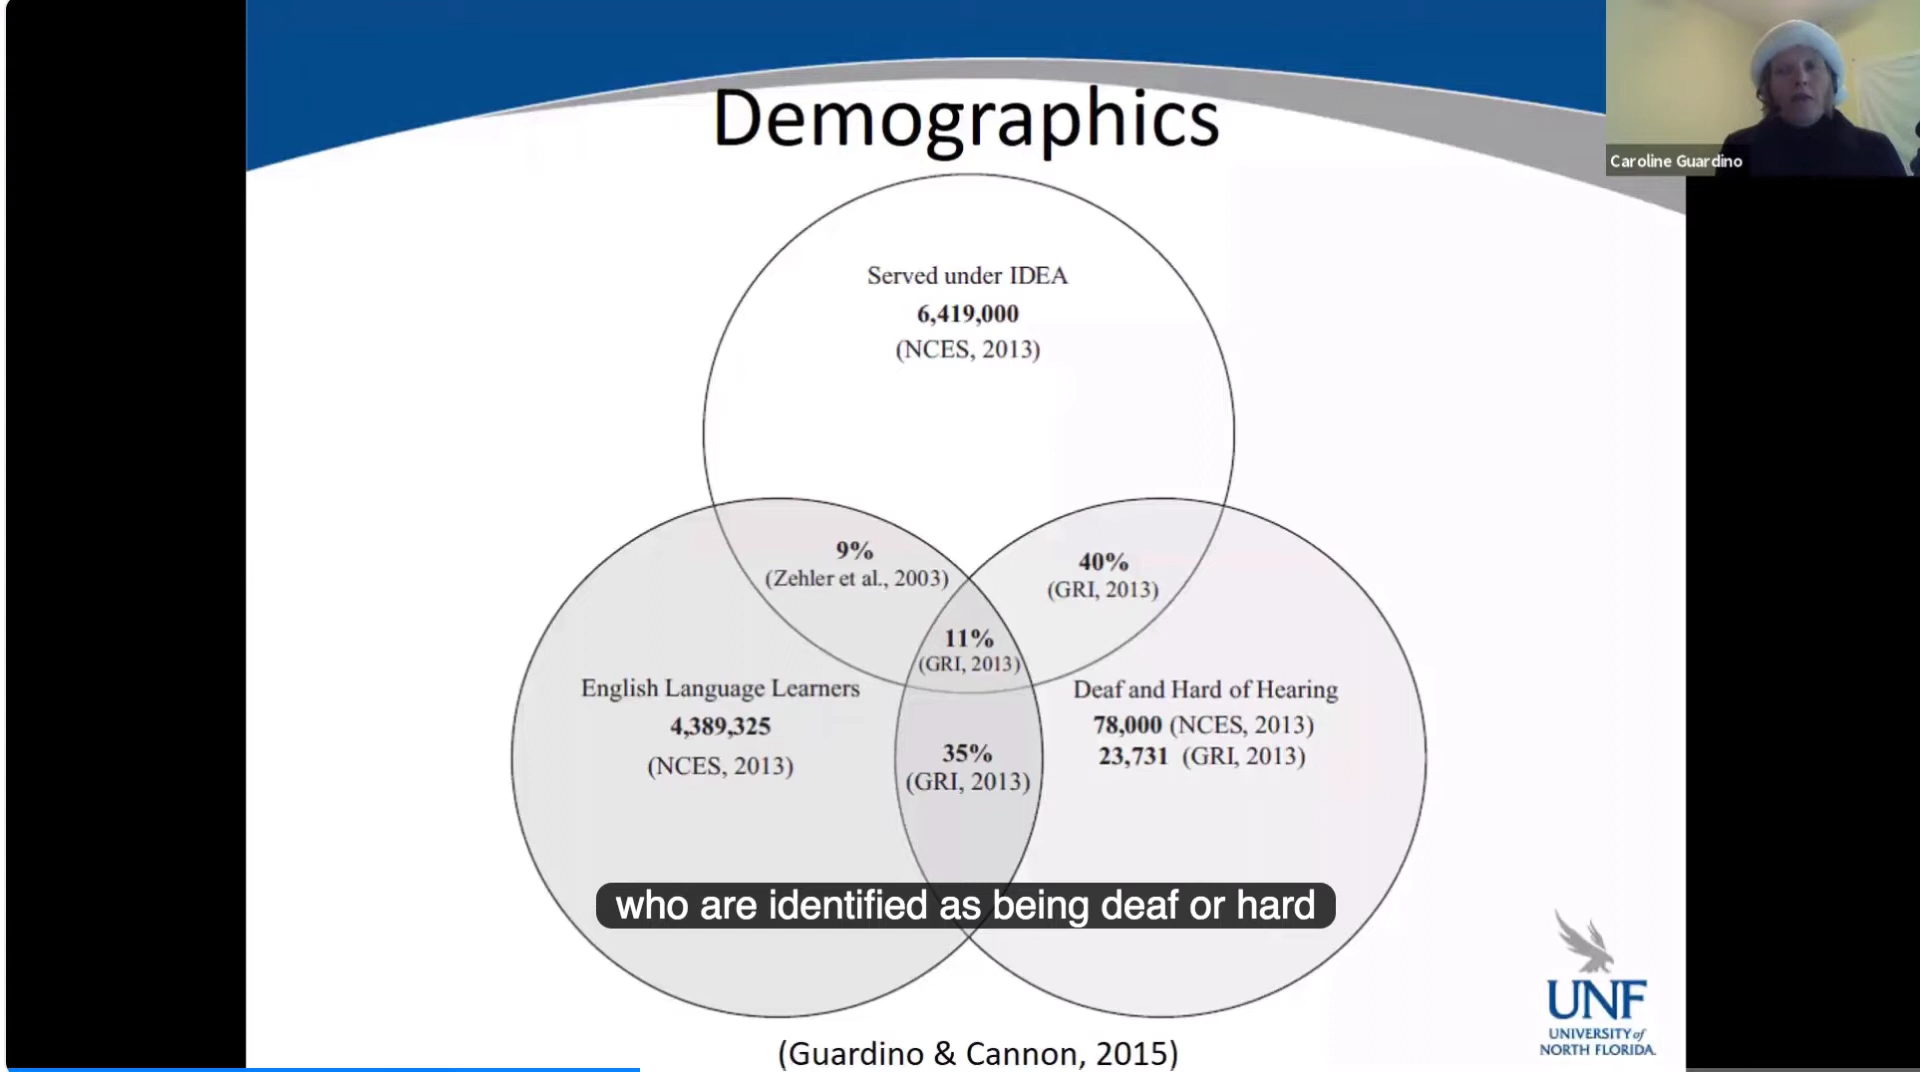 Demographics
Caroline Guardino
Served under IDEA
6,419,000
(NCES, 2013)
9%
(Zehler et al., 2003)
40%
(GRI, 2013)
11%
(GRI, 2013)
English Language Learners
4,389,325
(NCES, 2013)
Deaf and Hard of Hearing
78,000 (NCES, 2013)
23,731 (GRI, 2013)
35%
(GRI, 2013)
who are identified as being deaf or hard
UNF
UNIVERSITY of
NORTH FLORIDA.
(Guardino & Cannon, 2015)